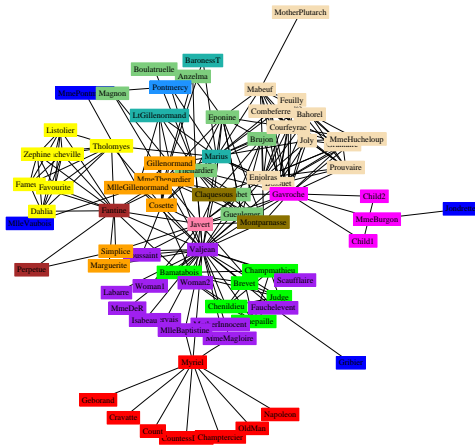 MotherPlutarch
BaronessT
Boulatruelle
Anzelma
Pontmercy
Magnon
Mabeuf
Feuilly
Combeferre
Bahorel
LtGillenormand
Eponine
Courfeyrac
Listolier
Tholomyes
Marius
Brujon
Joly
MmeHucheloup
Zephine
Gillenormand
Prouvaire
MmeThenardier
Enjolras
Favourite
MlleGillenormand
Claquesous
Gavroche
Child2
Dahlia
Fantine
Cosette
Gueulemer
MmeBurgon
Javert
Montparnasse
Child1
Simplice
Valjean
Perpetue
Marguerite
Bamatabois
Champmathieu
Labarre
Woman1
Woman2
Brevet
Scaufflaire
Judge
MmeDeR
Chenildieu
Fauchelevent
Isabeau
MlleBaptistine
MmeMagloire
Myriel
Geborand
Napoleon
Cravatte
OldMan
Count
Champtercier